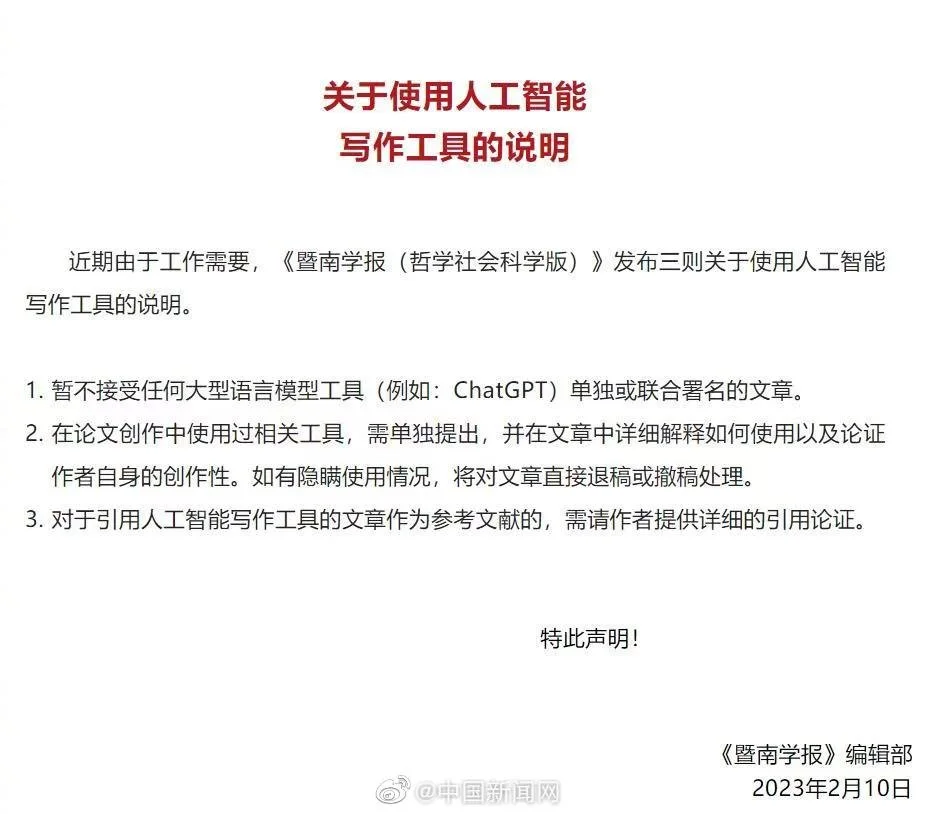 关于使用人工智能
写作工具的说明
近期由于工作需要，《暨南学报（哲学社会科学版）》发布三则关于使用人工智能
写作工具的说明。
1. 暂不接受任何大型语言模型工具（例如：ChatGPT）单独或联合署名的文章。
2. 在论文创作中使用过相关工具，需单独提出，并在文章中详细解释如何使用以及论证
作者自身的创作性。如有隐瞒使用情况，将对文章直接退稿或撤稿处理。
3. 对于引用人工智能写作工具的文章作为参考文献的，需请作者提供详细的引用论证。
特此声明！
《暨南学报》编辑部
2023年2月10日
@中国新闻网